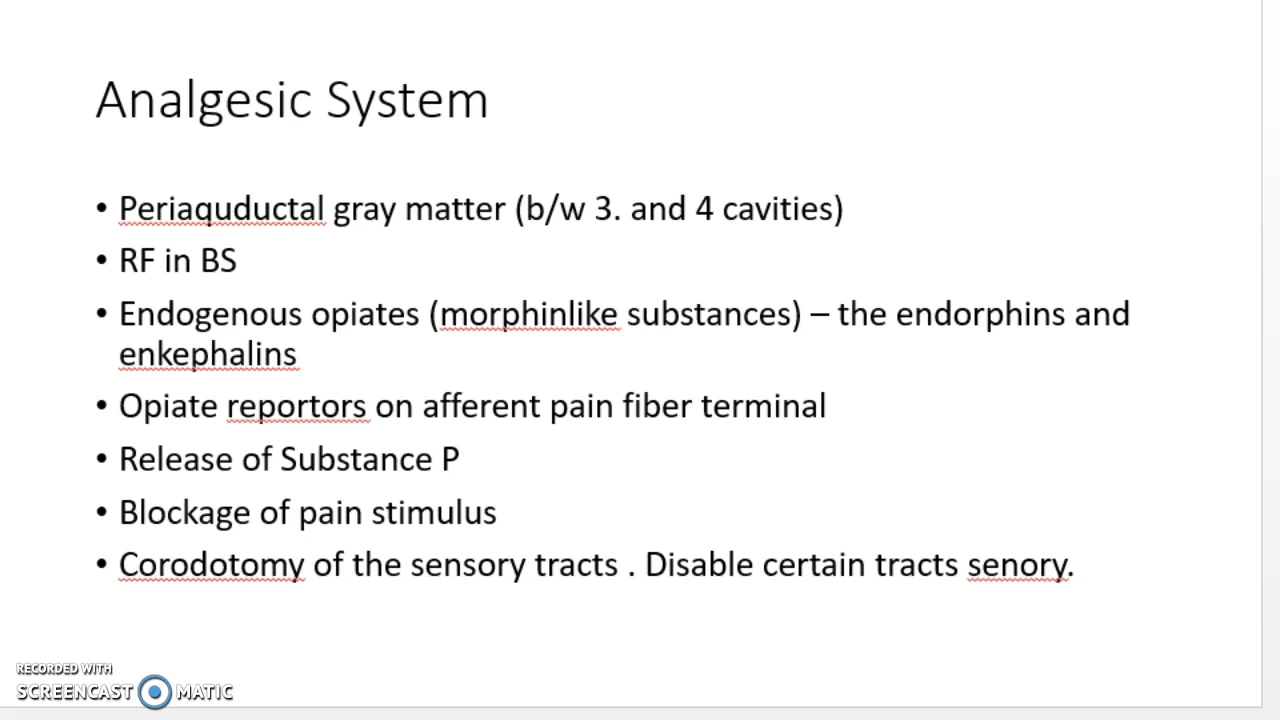 Analgesic System
• Periaquductal gray matter (b/w 3. and 4 cavities)
• RF in BS
• Endogenous opiates (morphinlike substances) – the endorphins and
enkephalins
• Opiate reportors on afferent pain fiber terminal
• Release of Substance P
• Blockage of pain stimulus
• Corodotomy of the sensory tracts . Disable certain tracts senory.
RECORDED WITH
SCREENCAST MATIC